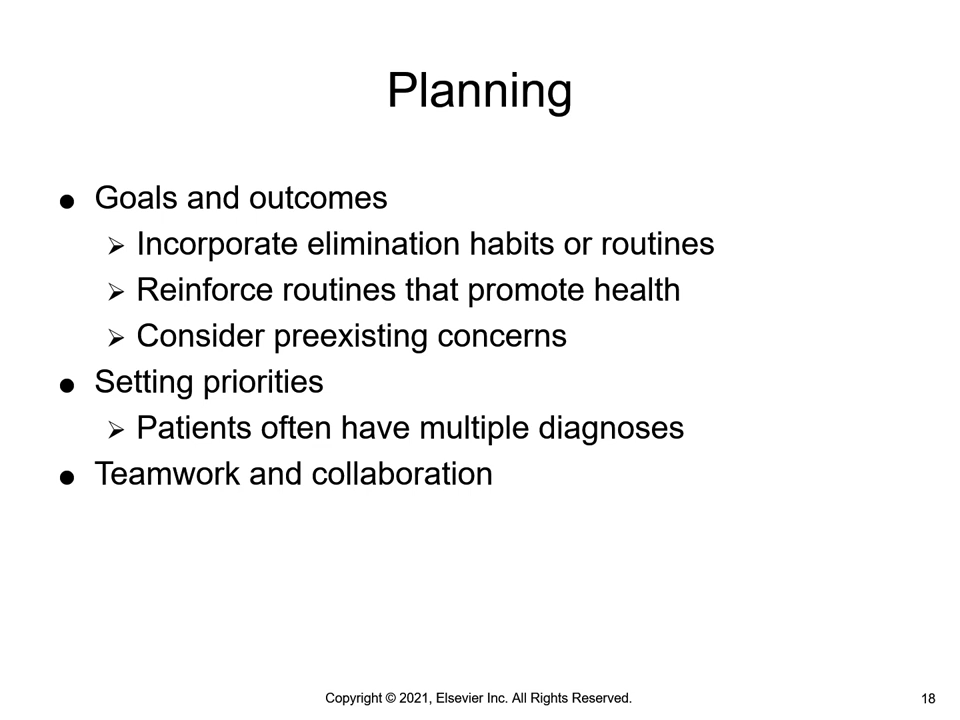 Planning
● Goals and outcomes
➢ Incorporate elimination habits or routines
➢ Reinforce routines that promote health
➢ Consider preexisting concerns
● Setting priorities
➢ Patients often have multiple diagnoses
● Teamwork and collaboration
Copyright © 2021, Elsevier Inc. All Rights Reserved.
18